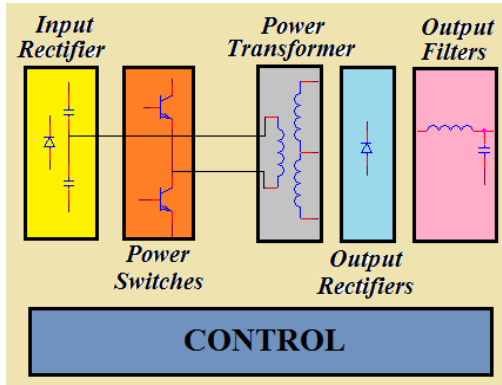 Input
Rectifier
Power
Transformer
Output
Filters
Power
Switches
Output
Rectifiers
CONTROL